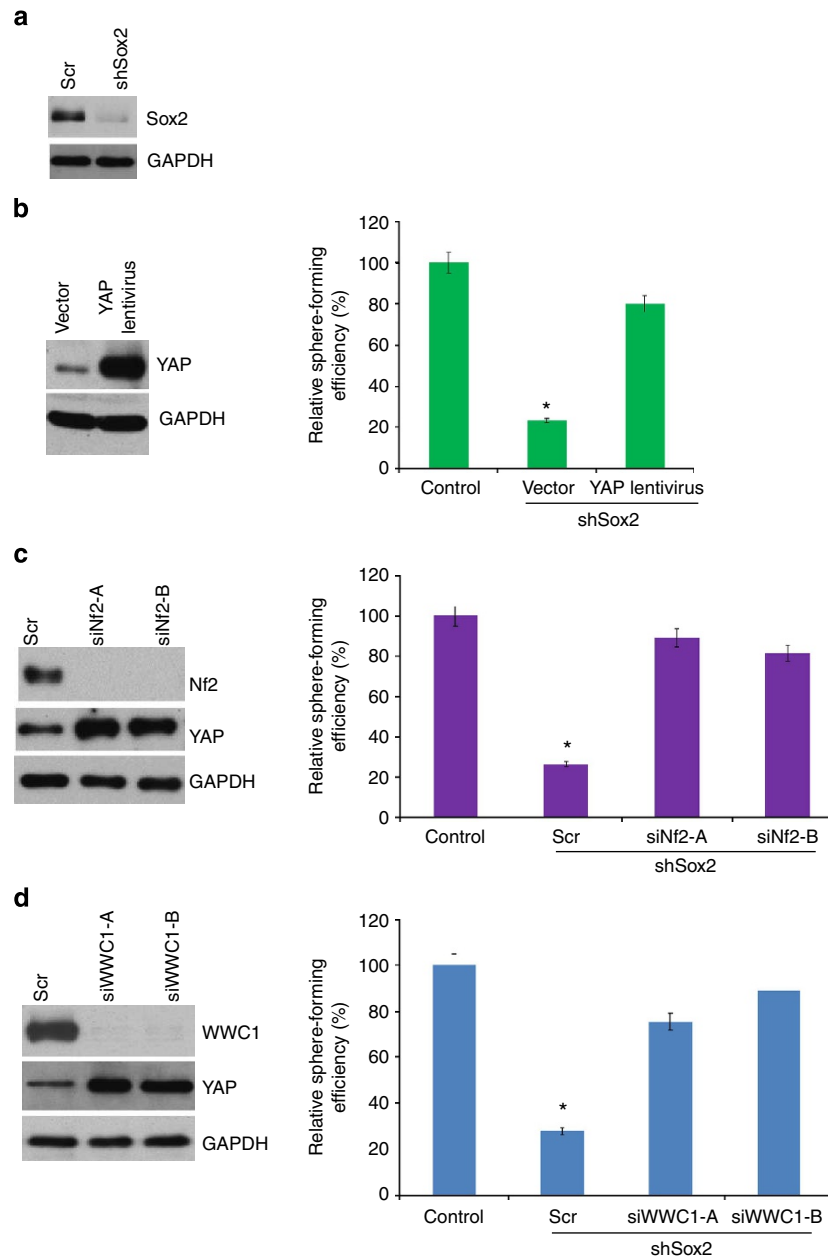 a
Scr
shSox2
Sox2
GAPDH
b
Vector
YAP
lentivirus
YAP
GAPDH
Relative sphere-forming
efficiency (%)
120
100
80
60
40
20
0
*
Control
Vector
YAP lentivirus
shSox2
c
Scr
siNf2-A
siNf2-B
Nf2
YAP
GAPDH
Relative sphere-forming
efficiency (%)
120
100
80
60
40
20
0
*
Control
Scr
siNf2-A
siNf2-B
shSox2
d
Scr
siWWC1-A
siWWC1-B
WWC1
YAP
GAPDH
Relative sphere-forming
efficiency (%)
120
100
80
60
40
20
0
*
Control
Scr
siWWC1-A
siWWC1-B
shSox2